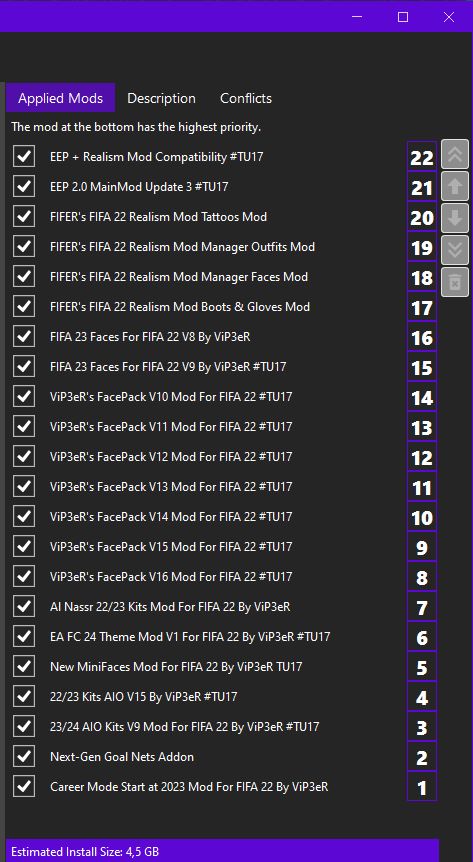 Applied Mods Description Conflicts
The mod at the bottom has the highest priority.
EEP + Realism Mod Compatibility #TU17 22
EEP 2.0 MainMod Update 3 #TU17 21
FIFER's FIFA 22 Realism Mod Tattoos Mod 20
FIFER's FIFA 22 Realism Mod Manager Outfits Mod 19
FIFER's FIFA 22 Realism Mod Manager Faces Mod 18
FIFER's FIFA 22 Realism Mod Boots & Gloves Mod 17
FIFA 23 Faces For FIFA 22 V8 By ViP3eR 16
FIFA 23 Faces For FIFA 22 V9 By ViP3eR #TU17 15
ViP3eR's FacePack V10 Mod For FIFA 22 #TU17 14
ViP3eR's FacePack V11 Mod For FIFA 22 #TU17 13
ViP3eR's FacePack V12 Mod For FIFA 22 #TU17 12
ViP3eR's FacePack V13 Mod For FIFA 22 #TU17 11
ViP3eR's FacePack V14 Mod For FIFA 22 #TU17 10
ViP3eR's FacePack V15 Mod For FIFA 22 #TU17 9
ViP3eR's FacePack V16 Mod For FIFA 22 #TU17 8
Al Nassr 22/23 Kits Mod For FIFA 22 By ViP3eR 7
EA FC 24 Theme Mod V1 For FIFA 22 By ViP3eR #TU17 6
New MiniFaces Mod For FIFA 22 By ViP3eR TU17 5
22/23 Kits AIO V15 By ViP3eR #TU17 4
23/24 AIO Kits V9 Mod For FIFA 22 By ViP3eR #TU17 3
Next-Gen Goal Nets Addon 2
Career Mode Start at 2023 Mod For FIFA 22 By ViP3eR 1
Estimated Install Size: 4,5 GB